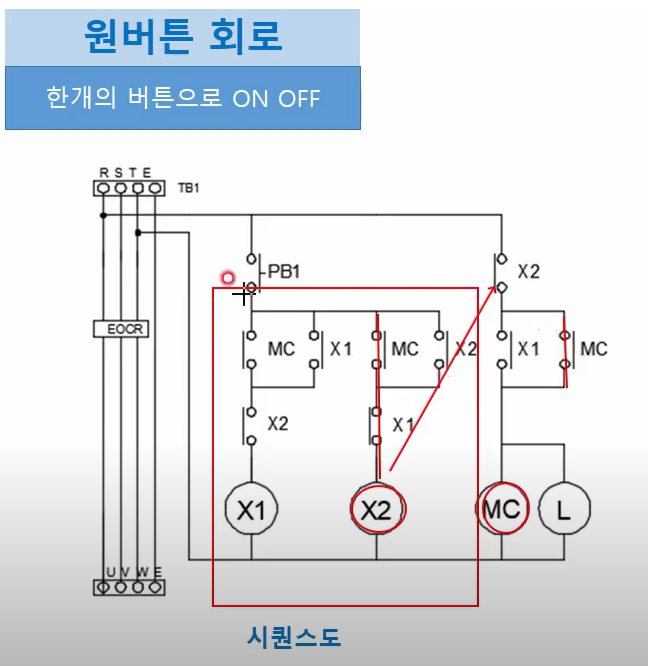 원버튼 회로
한개의 버튼으로 ON OFF
R S T E
TB1
PB1
X2
EOCR
MC X1 MC X2 X1 MC
X2 X1
X1 X2 MC L
U V W E
시퀀스도